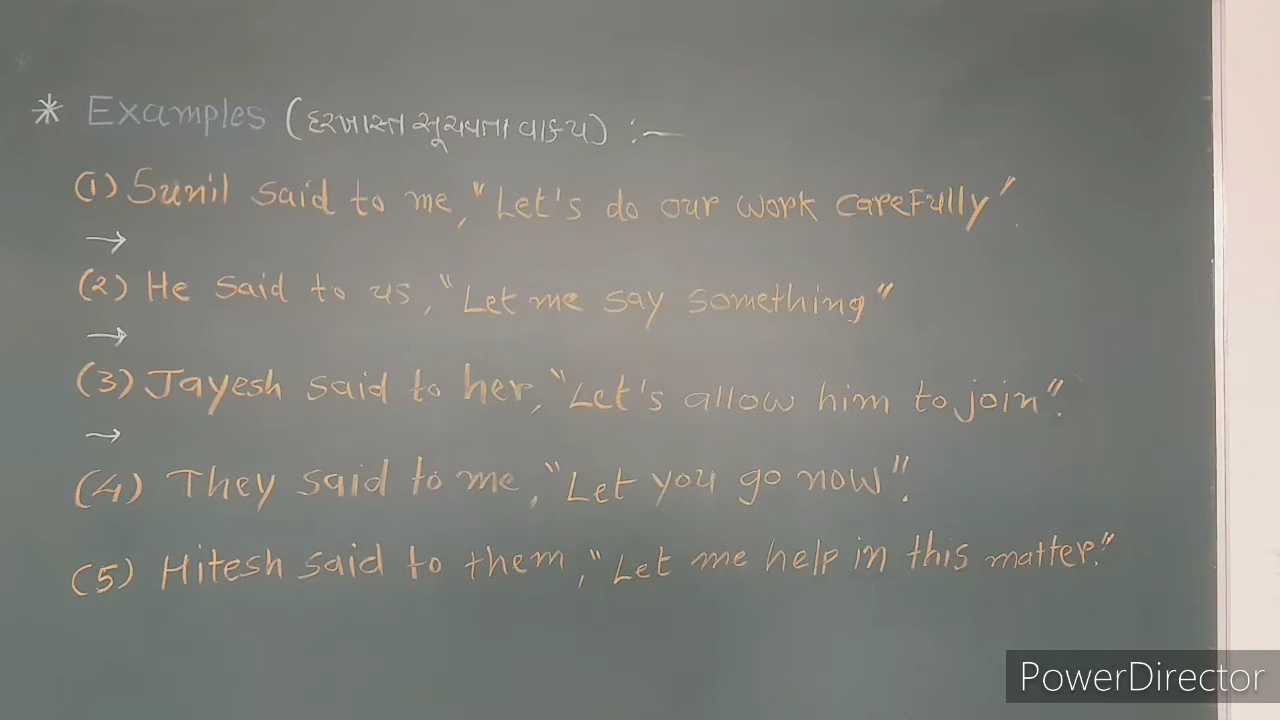 * Examples (દરખાસ્ત સૂચવતા વાક્ય) :-
(1) Sunil said to me, "Let's do our work carefully".
→
(2) He said to us, "Let me say something"
→
(3) Jayesh said to her, "Let's allow him to join".
→
(4) They said to me, "Let you go now".
(5) Hitesh said to them, "Let me help in this matter."
PowerDirector